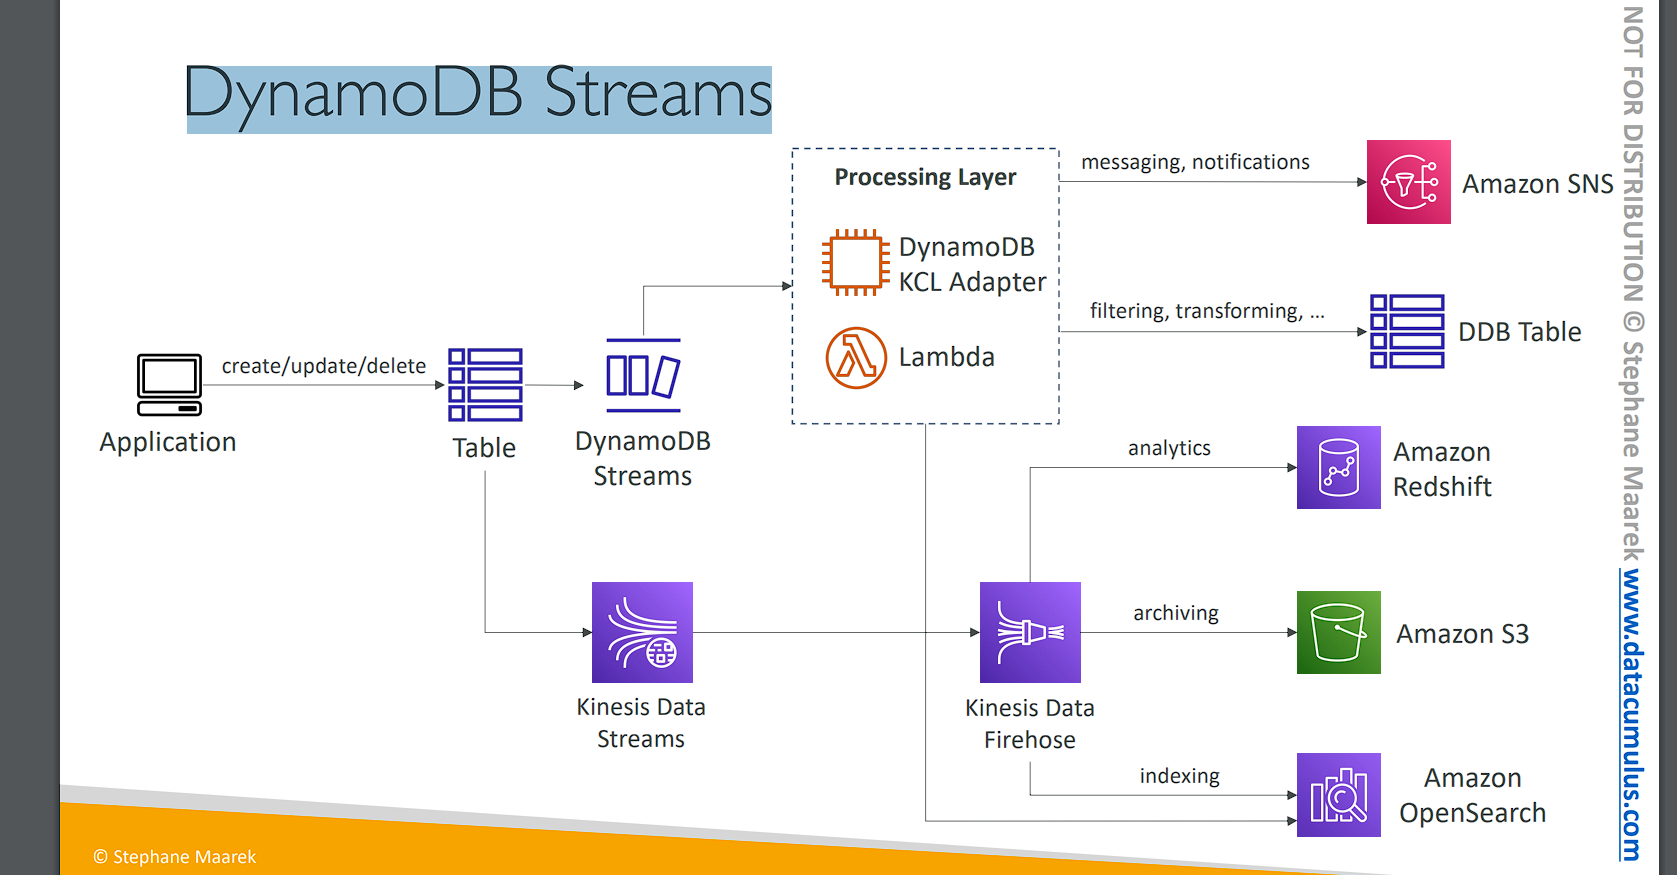 DynamoDB Streams
Processing Layer
DynamoDB
KCL Adapter
Lambda
messaging, notifications
Amazon SNS
filtering, transforming, ...
DDB Table
create/update/delete
Application
Table
DynamoDB
Streams
analytics
Amazon
Redshift
archiving
Amazon S3
Kinesis Data
Streams
Kinesis Data
Firehose
indexing
Amazon
OpenSearch
© Stephane Maarek
NOT FOR DISTRIBUTION © Stephane Maarek www.datacumulus.com